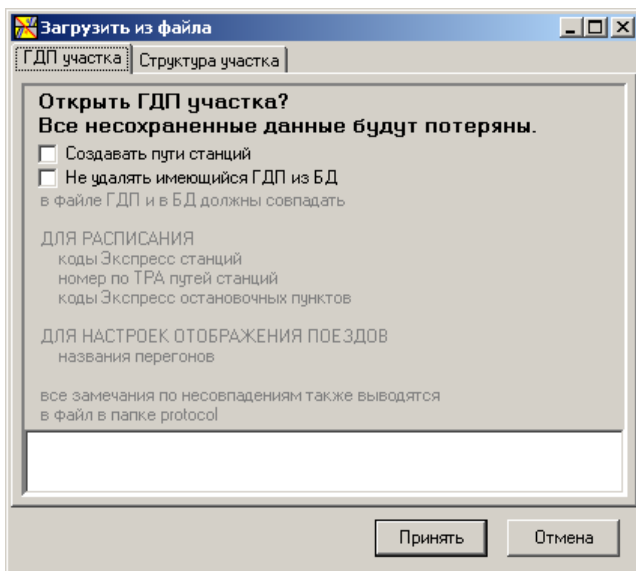 Загрузить из файла
ГДП участка Структура участка
Открыть ГДП участка?
Все несохраненные данные будут потеряны.
Создавать пути станций
Не удалять имеющийся ГДП из БД
в файле ГДП и в БД должны совпадать
ДЛЯ РАСПИСАНИЯ
коды Экспресс станций
номер по ТРА путей станций
коды Экспресс остановочных пунктов
ДЛЯ НАСТРОЕК ОТОБРАЖЕНИЯ ПОЕЗДОВ
названия перегонов
все замечания по несовпадениям также выводятся
в файл в папке protocol
Принять Отмена